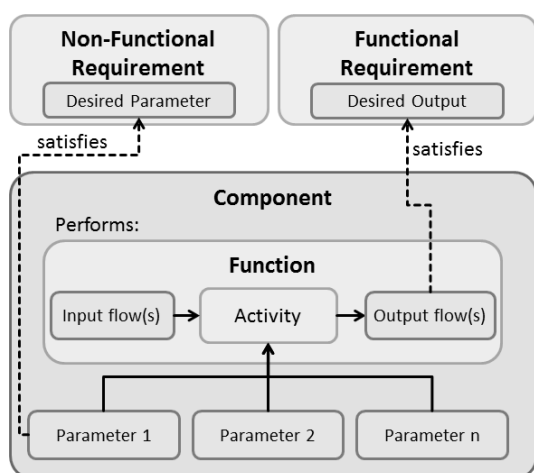 Non-Functional
Requirement
Desired Parameter
Functional
Requirement
Desired Output
satisfies
satisfies
Component
Performs:
Function
Input flow(s)
Activity
Output flow(s)
Parameter 1
Parameter 2
Parameter n